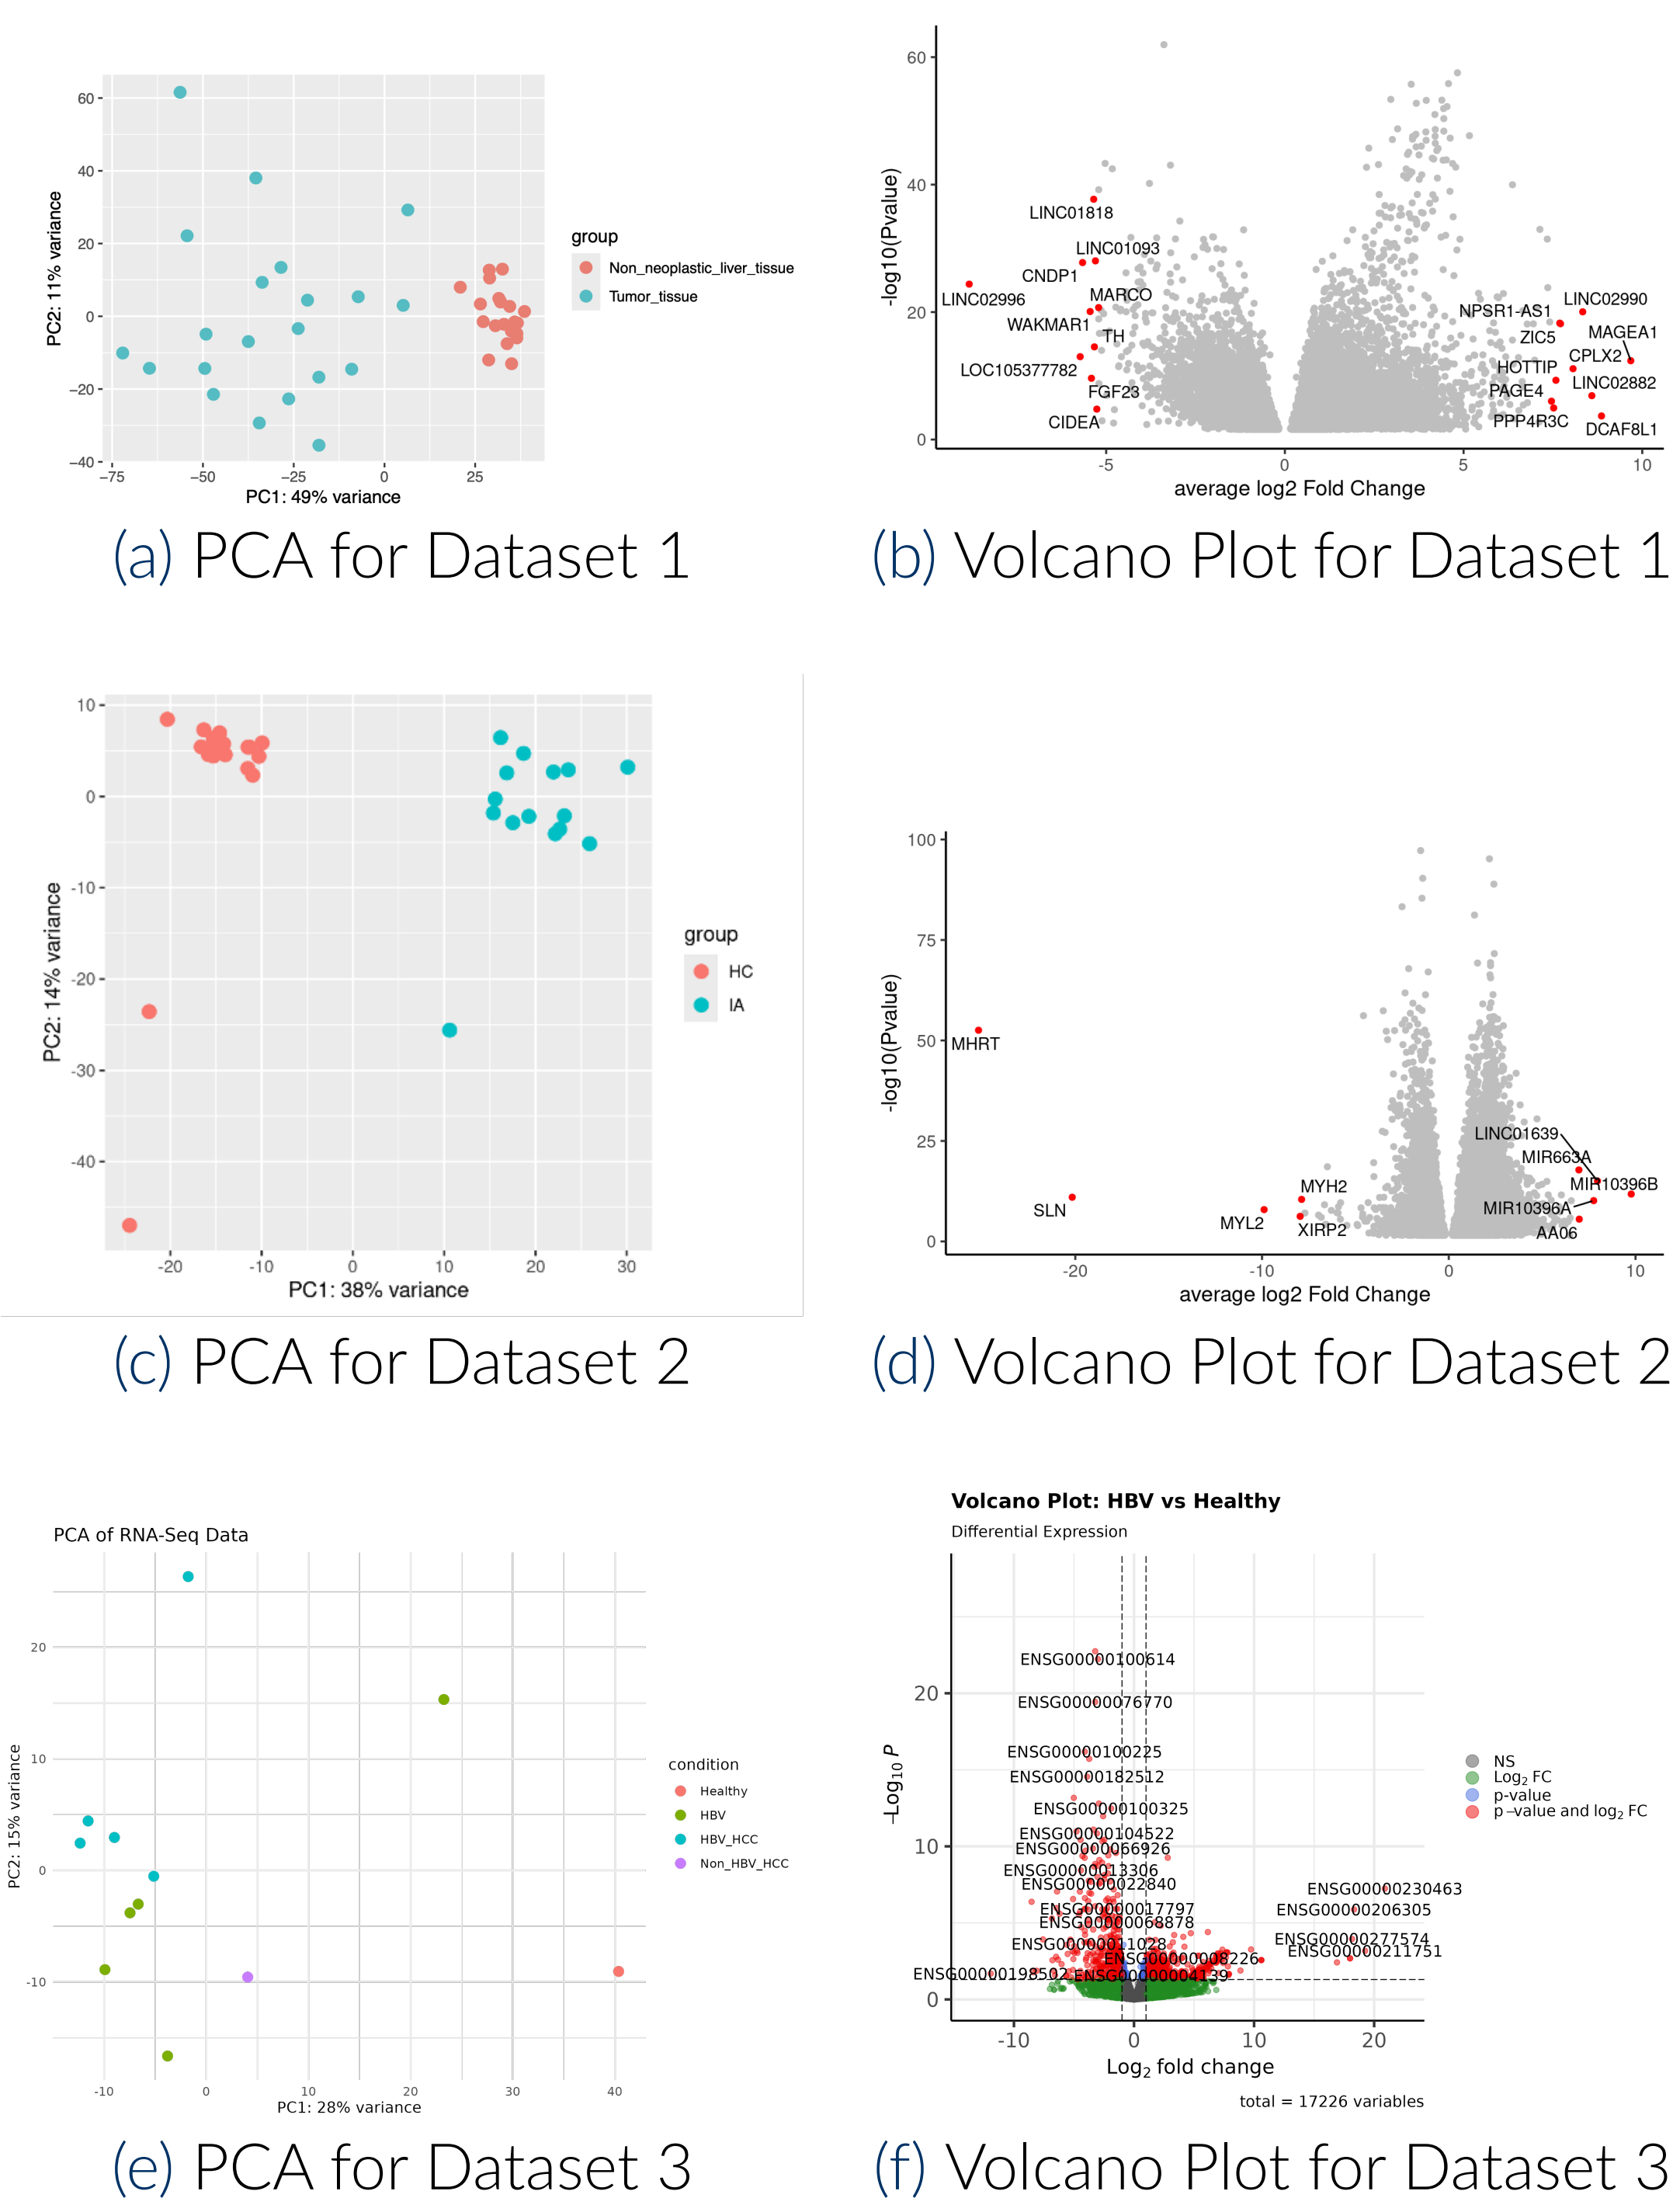 60
40
20
0
−20
−40
−75
−50
−25
0
25
PC2: 11% variance
PC1: 49% variance
group
Non_neoplastic_liver_tissue
Tumor_tissue
(a) PCA for Dataset 1
60
40
20
0
-5
0
5
10
-log10(Pvalue)
average log2 Fold Change
LINC01818
LINC01093
CNDP1
LINC02996
MARCO
WAKMAR1
TH
LOC105377782
FGF23
CIDEA
NPSR1-AS1
LINC02990
ZIC5
MAGEA1
CPLX2
HOTTIP
LINC02882
PAGE4
PPP4R3C
DCAF8L1
(b) Volcano Plot for Dataset 1
10
0
-10
-20
-30
-40
-20
-10
0
10
20
30
PC2: 14% variance
PC1: 38% variance
group
HC
IA
(c) PCA for Dataset 2
100
75
50
25
0
-20
-10
0
10
-log10(Pvalue)
average log2 Fold Change
MHRT
SLN
MYL2
MYH2
XIRP2
LINC01639
MIR663A
MIR10396B
MIR10396A
AA06
(d) Volcano Plot for Dataset 2
PCA of RNA-Seq Data
20
10
0
-10
-10
0
10
20
30
40
PC2: 15% variance
PC1: 28% variance
condition
Healthy
HBV
HBV_HCC
Non_HBV_HCC
(e) PCA for Dataset 3
Volcano Plot: HBV vs Healthy
Differential Expression
20
10
0
-10
0
10
20
−Log10 P
Log2 fold change
ENSG00000100614
ENSG00000076770
ENSG00000100225
ENSG00000182512
ENSG00000100325
ENSG00000104522
ENSG00000066926
ENSG00000013306
ENSG00000022840
ENSG00000230463
ENSG00000017797
ENSG00000206305
ENSG00000068878
ENSG00000011028
ENSG00000277574
ENSG00000211751
ENSG00000008226
ENSG00000198502
ENSG00000004139
NS
Log2 FC
p-value
p −value and log2 FC
total = 17226 variables
(f) Volcano Plot for Dataset 3